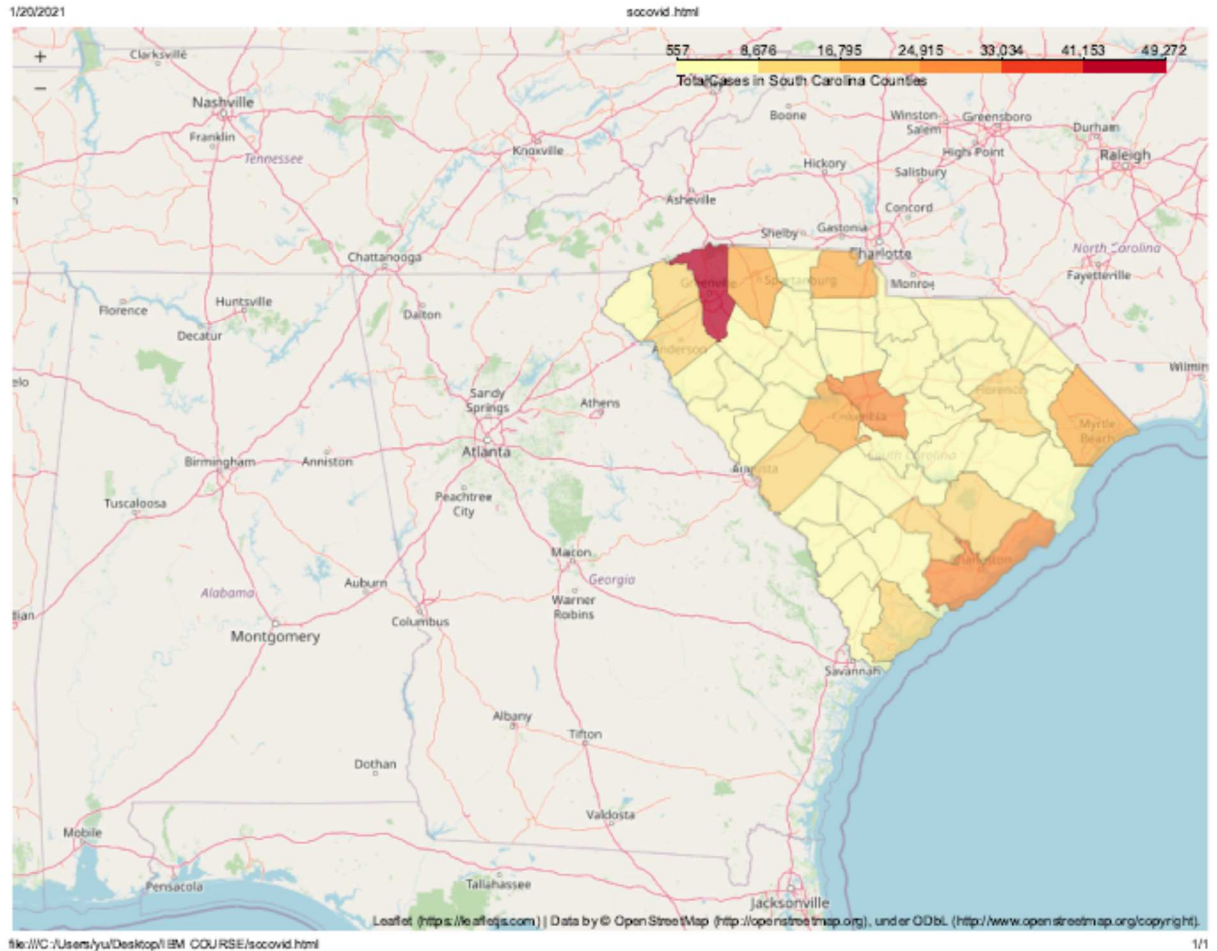 1/20/2021
socovid.html
+
−
557 8,676 16,795 24,915 33,034 41,153 49,272
Total Cases in South Carolina Counties
Clarksville
Nashville
Franklin
Tennessee
Knoxville
Boone
Winston-
Salem
Greensboro
High Point
Durham
Raleigh
Hickory
Salisbury
Asheville
Concord
Shelby
Gastonia
Charlotte
North Carolina
Fayetteville
Monroe
Chattanooga
Greenville
Spartanburg
Florence
Huntsville
Decatur
Dalton
Anderson
elo
Wilmin
Sandy
Springs
Athens
Atlanta
Florence
Columbia
Myrtle
Beach
South Carolina
Birmingham
Anniston
Augusta
Tuscaloosa
Peachtree
City
Macon
Georgia
Charleston
Auburn
Alabama
Warner
Robins
dian
Columbus
Montgomery
Savannah
Albany
Tifton
Dothan
Valdosta
Mobile
Pensacola
Tallahassee
Jacksonville
Leaflet (https://leafletjs.com) | Data by © OpenStreetMap (http://openstreetmap.org), under ODbL (http://www.openstreetmap.org/copyright).
file:///C:/Users/yu/Desktop/IBM COURSE/socovid.html
1/1